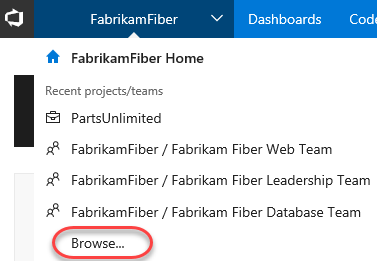 FabrikamFiber Dashboards Code
FabrikamFiber Home
Recent projects/teams
PartsUnlimited
FabrikamFiber / Fabrikam Fiber Web Team
FabrikamFiber / Fabrikam Fiber Leadership Team
FabrikamFiber / Fabrikam Fiber Database Team
Browse...